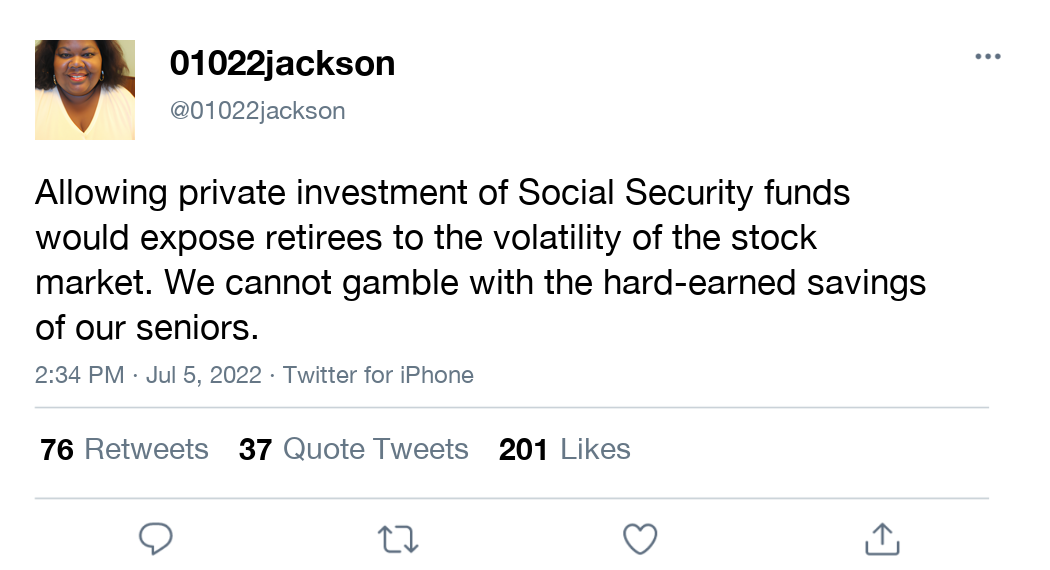 01022jackson
@01022jackson
Allowing private investment of Social Security funds
would expose retirees to the volatility of the stock
market. We cannot gamble with the hard-earned savings
of our seniors.
2:34 PM · Jul 5, 2022 · Twitter for iPhone
76 Retweets 37 Quote Tweets 201 Likes